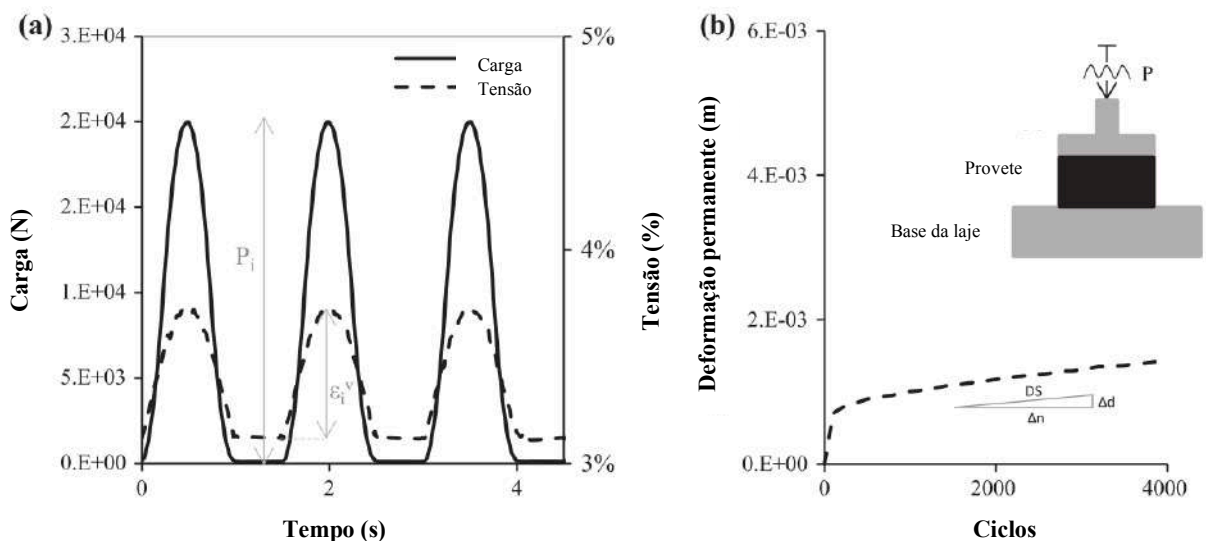 (a)
3.E+04
2.E+04
2.E+04
1.E+04
5.E+03
0.E+00
Carga (N)
5%
4%
3%
Tensão (%)
Carga
Tensão
Pᵢ
εᵢᵛ
0
2
4
Tempo (s)
(b)
6.E-03
4.E-03
2.E-03
0.E+00
Deformação permanente (m)
P
Provete
Base da laje
DS
Δd
Δn
0
2000
4000
Ciclos